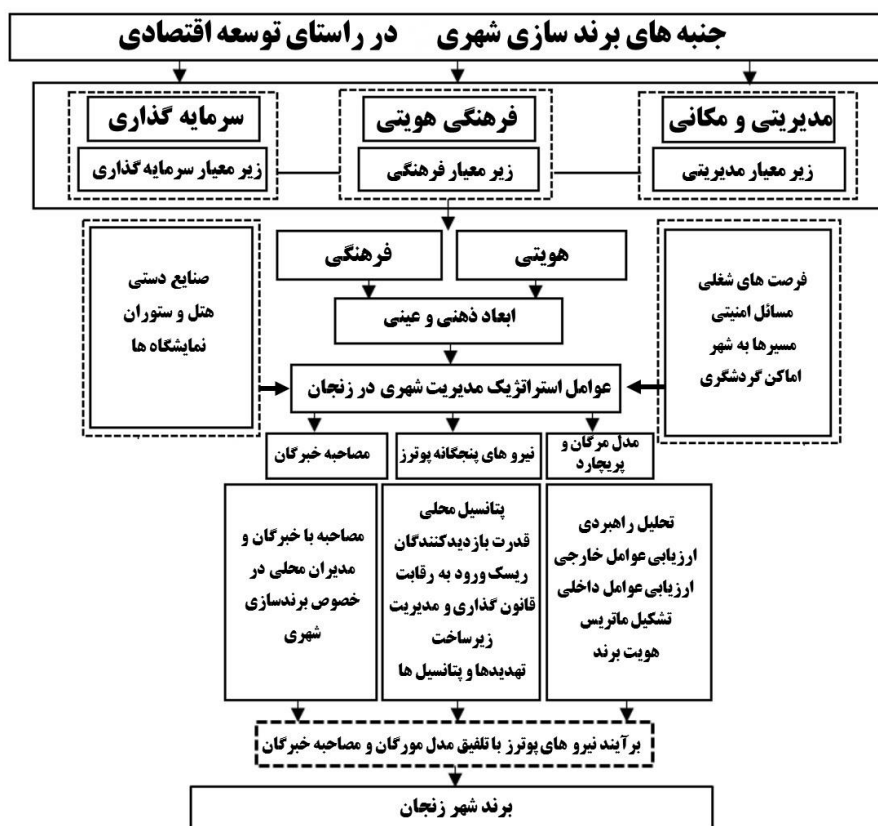 جنبه های برند سازی شهری در راستای توسعه اقتصادی
مدیریتی و مکانی
زیر معیار مدیریتی
فرهنگی هویتی
زیر معیار فرهنگی
سرمایه گذاری
زیر معیار سرمایه گذاری
هویتی
فرهنگی
ابعاد ذهنی و عینی
فرصت های شغلی
مسائل امنیتی
مسیرها به شهر
اماکن گردشگری
صنایع دستی
هتل و ستوران
نمایشگاه ها
عوامل استراتژیک مدیریت شهری در زنجان
مدل مرگان و
پریچارد
نیرو های پنجگانه پوترز
مصاحبه خبرگان
تحلیل راهبردی
ارزیابی عوامل خارجی
ارزیابی عوامل داخلی
تشکیل ماتریس
هویت برند
پتانسیل محلی
قدرت بازدیدکنندگان
ریسک ورود به رقابت
قانون گذاری و مدیریت
زیرساخت
تهدیدها و پتانسیل ها
مصاحبه با خبرگان و
مدیران محلی در
خصوص برندسازی
شهری
برآیند نیرو های پوترز با تلفیق مدل مورگان و مصاحبه خبرگان
برند شهر زنجان